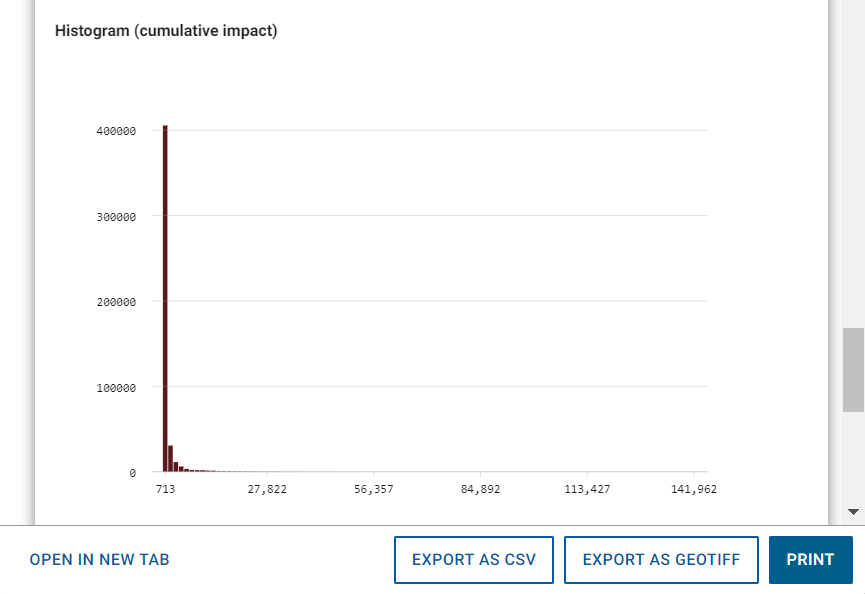 Histogram (cumulative impact)
400000
300000
200000
100000
0
713 27,822 56,357 84,892 113,427 141,962
OPEN IN NEW TAB EXPORT AS CSV EXPORT AS GEOTIFF PRINT